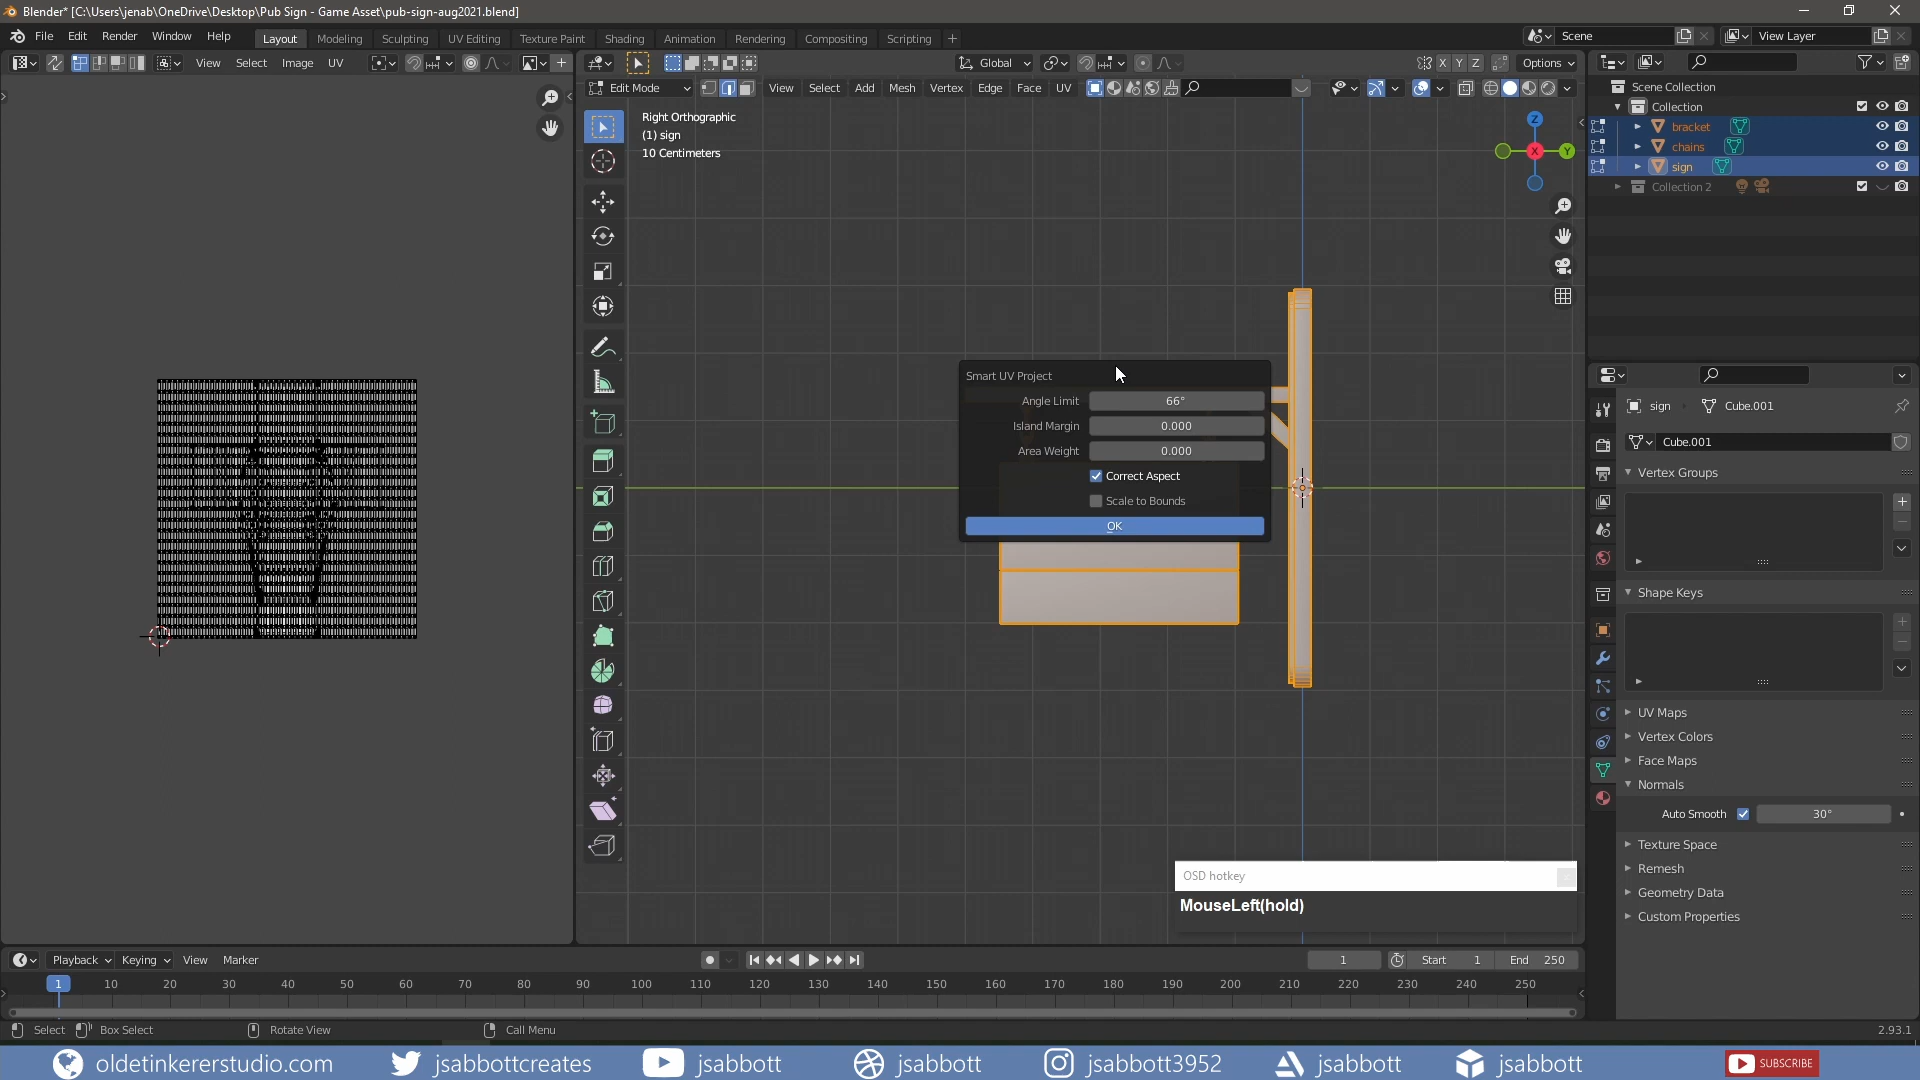 Blender* [C:\Users\jenab\OneDrive\Desktop\Pub Sign - Game Asset\pub-sign-aug2021.blend]
File Edit Render Window Help Layout Modeling Sculpting UV Editing Texture Paint Shading Animation Rendering Compositing Scripting Scene View Layer
View Select Image UV Global X Y Z Options
Edit Mode View Select Add Mesh Vertex Edge Face UV
Right Orthographic
(1) sign
10 Centimeters
Z
X
Y
Scene Collection
Collection
bracket
chains
sign
Collection 2
Smart UV Project
Angle Limit 66°
Island Margin 0.000
Area Weight 0.000
Correct Aspect
Scale to Bounds
OK
sign Cube.001
Cube.001
Vertex Groups
Shape Keys
UV Maps
Vertex Colors
Face Maps
Normals
Auto Smooth 30°
Texture Space
Remesh
Geometry Data
Custom Properties
OSD hotkey
MouseLeft(hold)
Playback Keying View Marker 1 Start 1 End 250
1 10 20 30 40 50 60 70 80 90 100 110 120 130 140 150 160 170 180 190 200 210 220 230 240 250
Select Box Select Rotate View Call Menu 2.93.1
oldetinkererstudio.com jsabbottcreates jsabbott jsabbott jsabbott3952 jsabbott jsabbott SUBSCRIBE